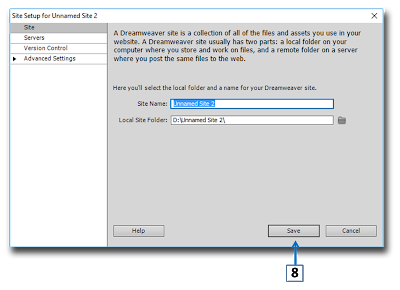 Site Setup for Unnamed Site 2
Site
Servers
Version Control
Advanced Settings
A Dreamweaver site is a collection of all of the files and assets you use in your
website. A Dreamweaver site usually has two parts: a local folder on your
computer where you store and work on files, and a remote folder on a server
where you post the same files to the web.
Here you'll select the local folder and a name for your Dreamweaver site.
Site Name: Unnamed Site 2
Local Site Folder: D:\Unnamed Site 2\
Help Save Cancel
8